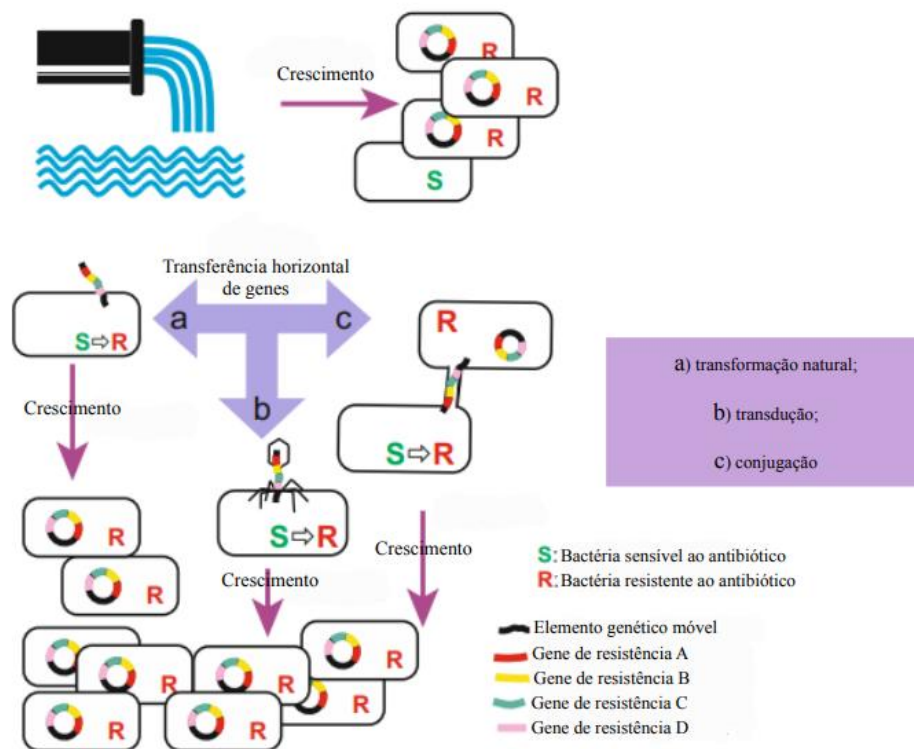 Crescimento
R
R
R
S
Transferência horizontal
de genes
a
c
b
S⇨R
R
S⇨R
S⇨R
a) transformação natural;
b) transdução;
c) conjugação
Crescimento
Crescimento
Crescimento
R
R
R
R
R
R
R
R
R
S: Bactéria sensível ao antibiótico
R: Bactéria resistente ao antibiótico
Elemento genético móvel
Gene de resistência A
Gene de resistência B
Gene de resistência C
Gene de resistência D